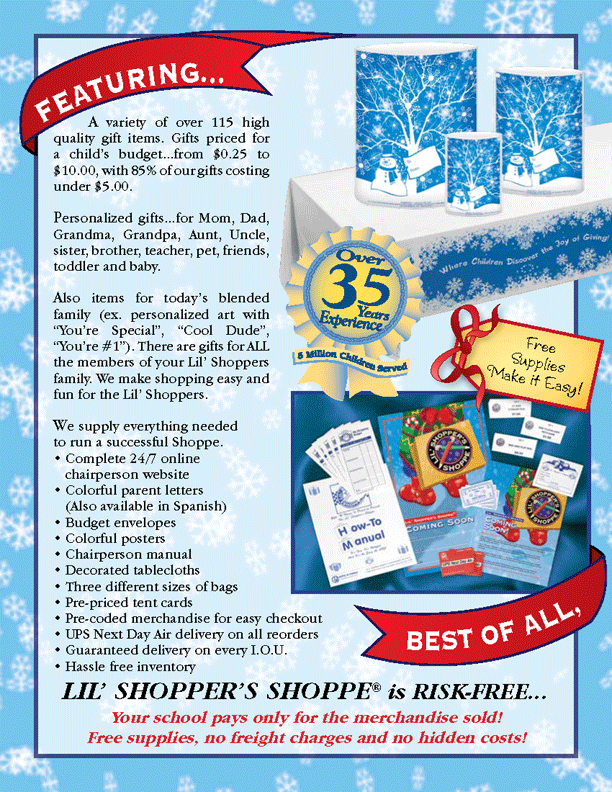 FEATURING...
A variety of over 115 high
quality gift items. Gifts priced for
a child's budget...from $0.25 to
$10.00, with 85% of our gifts costing
under $5.00.
Personalized gifts...for Mom, Dad,
Grandma, Grandpa, Aunt, Uncle,
sister, brother, teacher, pet, friends,
toddler and baby.
Also items for today's blended
family (ex. personalized art with
"You're Special", "Cool Dude",
"You're #1"). There are gifts for ALL
the members of your Lil' Shoppers
family. We make shopping easy and
fun for the Lil' Shoppers.
We supply everything needed
to run a successful Shoppe.
• Complete 24/7 online
chairperson website
• Colorful parent letters
(Also available in Spanish)
• Budget envelopes
• Colorful posters
• Chairperson manual
• Decorated tablecloths
• Three different sizes of bags
• Pre-priced tent cards
• Pre-coded merchandise for easy checkout
• UPS Next Day Air delivery on all reorders
• Guaranteed delivery on every I.O.U.
• Hassle free inventory
Where Children Discover the Joy of Giving!
Over
35
Years
Experience
5 Million Children Served
Free
Supplies
Make it Easy!
LIL' SHOPPER'S
SHOPPE
How-To
Manual
COMING SOON
LIL' SHOPPER'S
SHOPPE
COMING
SOON!
BEST OF ALL,
LIL' SHOPPER'S SHOPPE® is RISK-FREE...
Your school pays only for the merchandise sold!
Free supplies, no freight charges and no hidden costs!